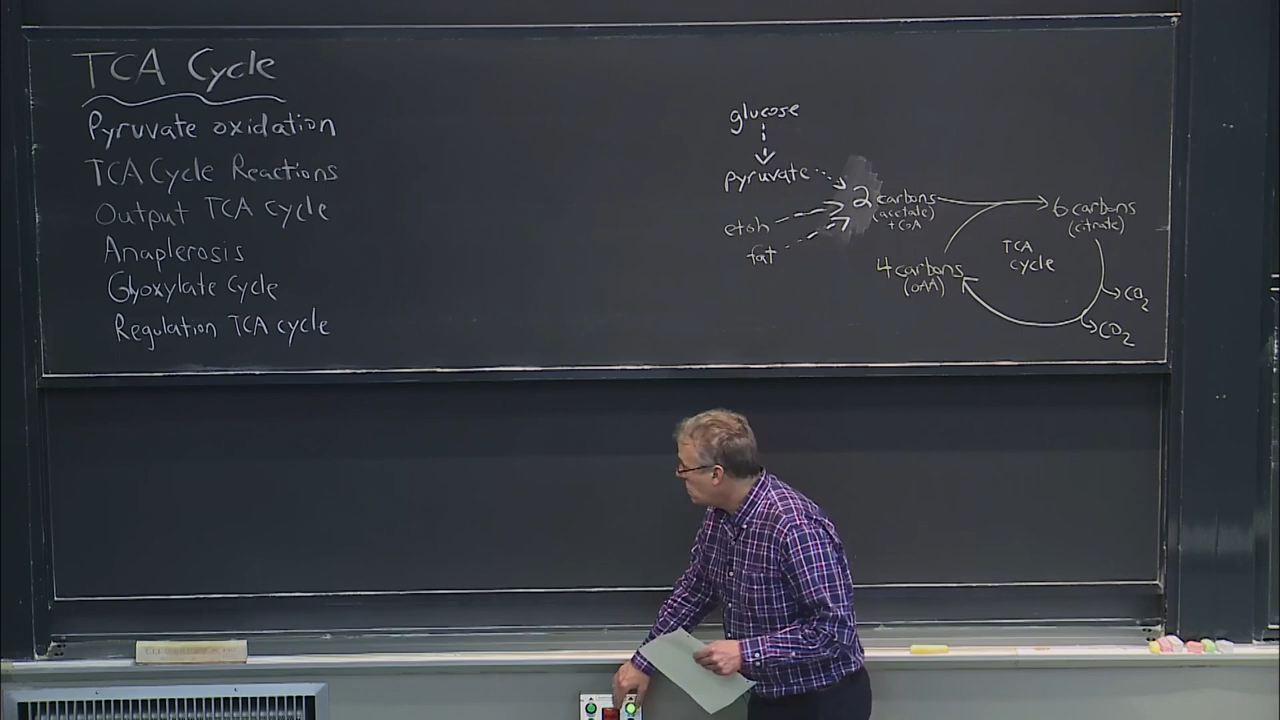 TCA Cycle
Pyruvate oxidation
TCA Cycle Reactions
Output TCA Cycle
Anaplerosis
Glyoxylate Cycle
Regulation TCA cycle
glucose
pyruvate
etoh
fat
2 carbons
(acetate)
+ CoA
6 carbons
(citrate)
TCA
cycle
4 carbons
(OAA)
CO2
CO2